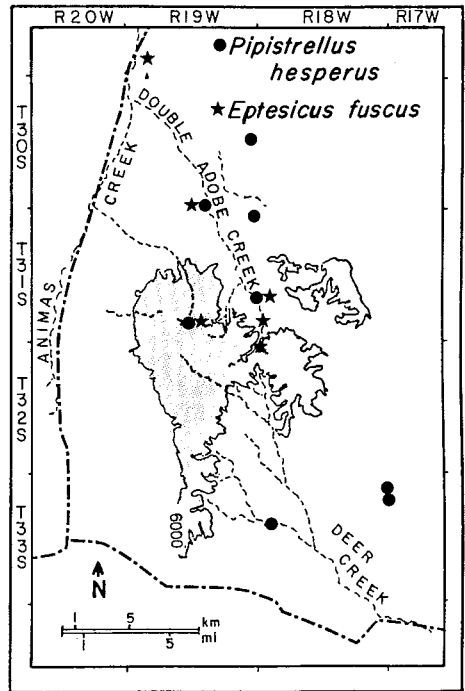 R20W R19W R18W R17W
● Pipistrellus
hesperus
★ Eptesicus fuscus
T30S
T31S
T32S
T33S
DOUBLE ADOBE CREEK
CREEK
ANIMAS
6000
DEER
CREEK
N
1 5 km
1 5 mi